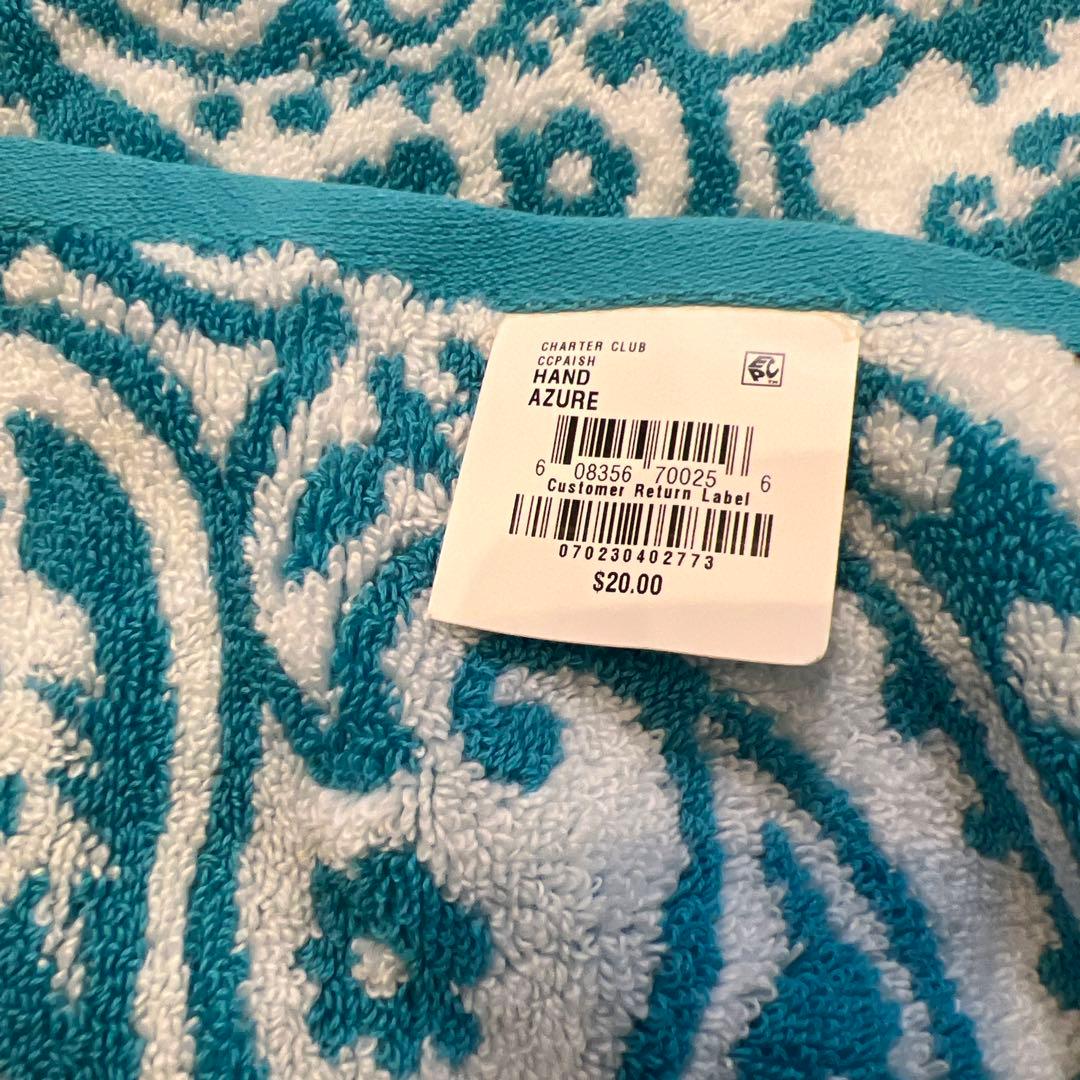 CHARTER CLUB
CCPAISH
HAND
AZURE
6 08356 70025 6
Customer Return Label
070230402773
$20.00